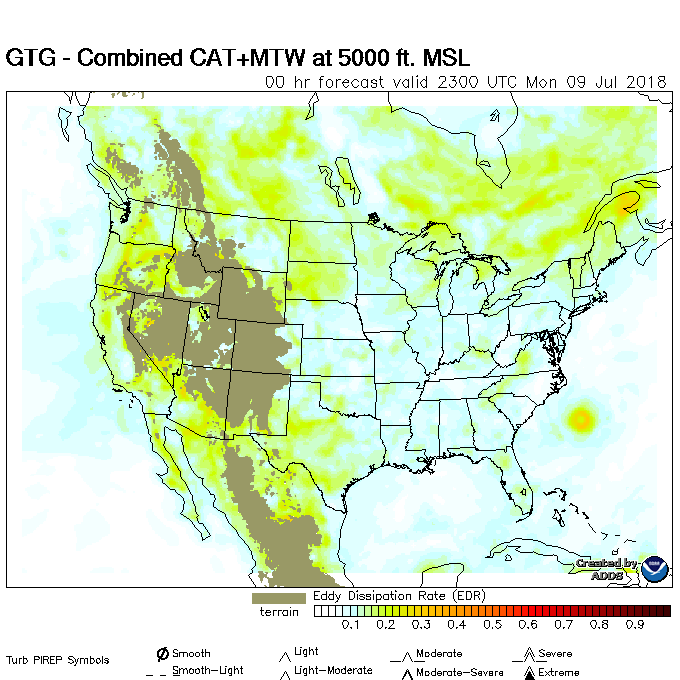 GTG - Combined CAT+MTW at 5000 ft. MSL
00 hr forecast valid 2300 UTC Mon 09 Jul 2018
Created by
ADDS
Eddy Dissipation Rate (EDR)
terrain
0.1 0.2 0.3 0.4 0.5 0.6 0.7 0.8 0.9
Turb PIREP Symbols
Smooth Light Moderate Severe
Smooth-Light Light-Moderate Moderate-Severe Extreme